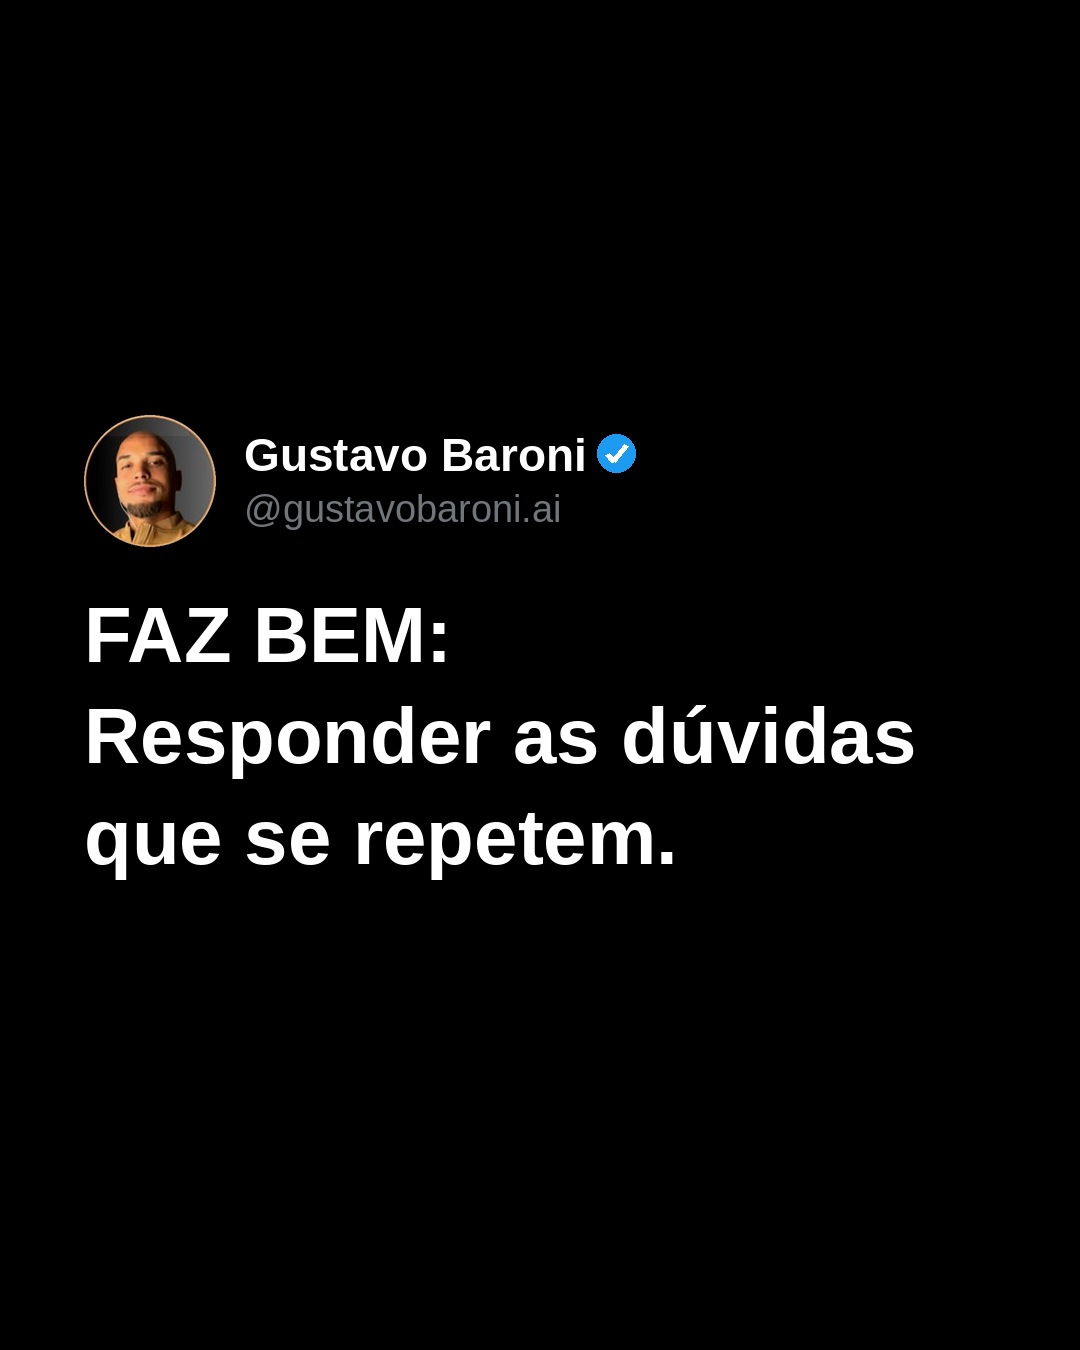 Gustavo Baroni
@gustavobaroni.ai
FAZ BEM:
Responder as dúvidas
que se repetem.